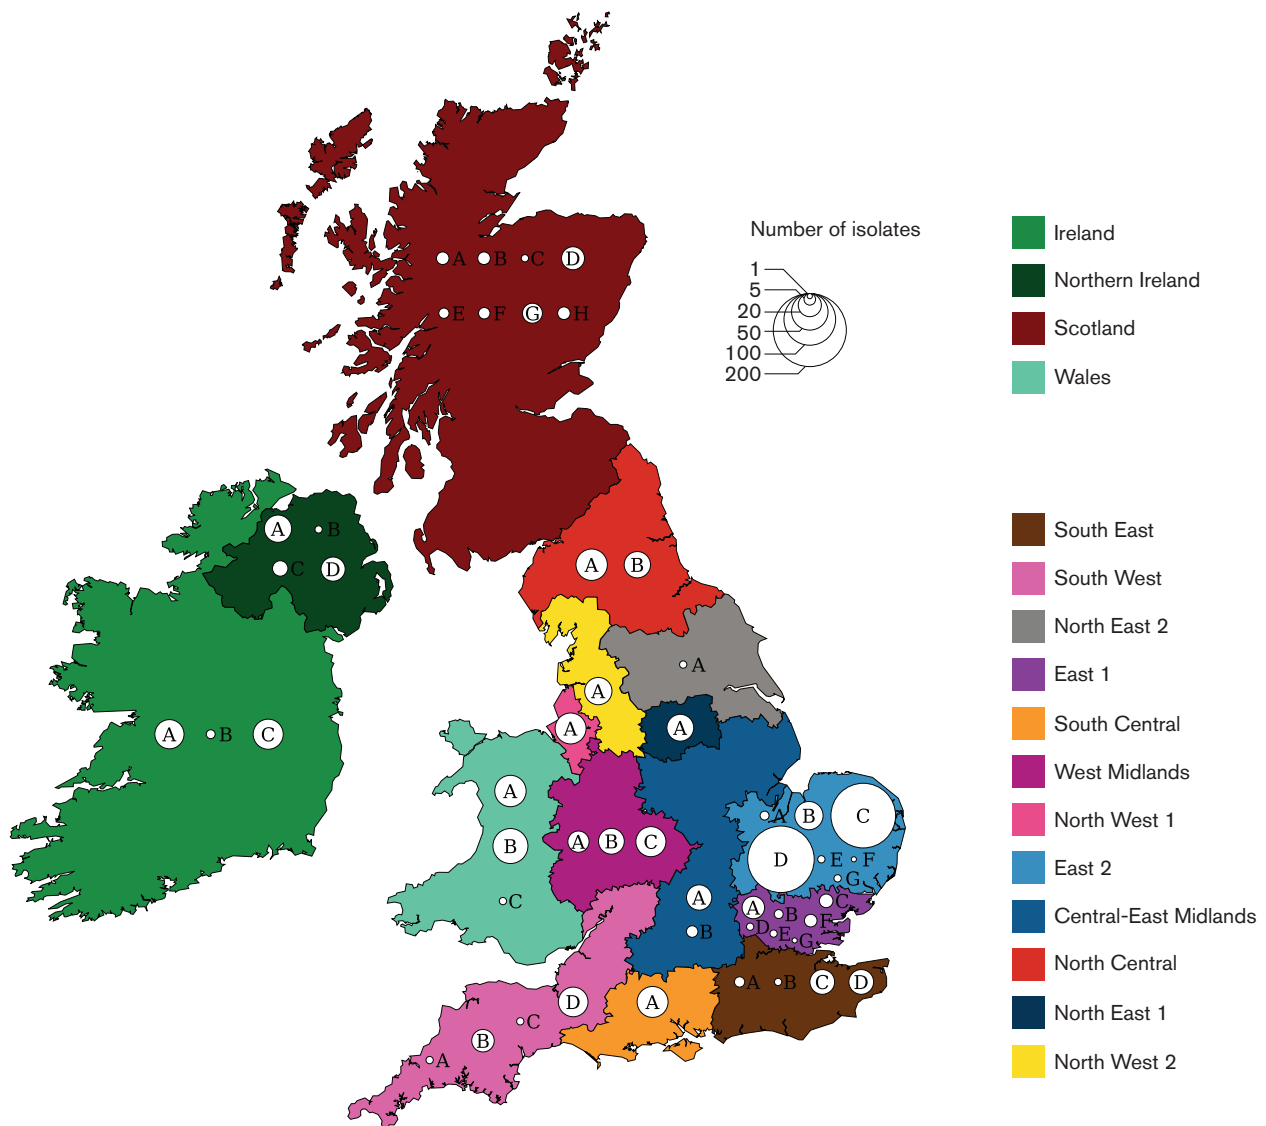 Number of isolates
1
5
20
50
100
200
Ireland
Northern Ireland
Scotland
Wales
South East
South West
North East 2
East 1
South Central
West Midlands
North West 1
East 2
Central-East Midlands
North Central
North East 1
North West 2
A B C D
E F G H
A B
C D
A B
A
A
A
A
A B C
A
B
C
A B C
A B C
D E F
G
A
B
A B C
D E F
G
A B C D
A
D
C
B
A